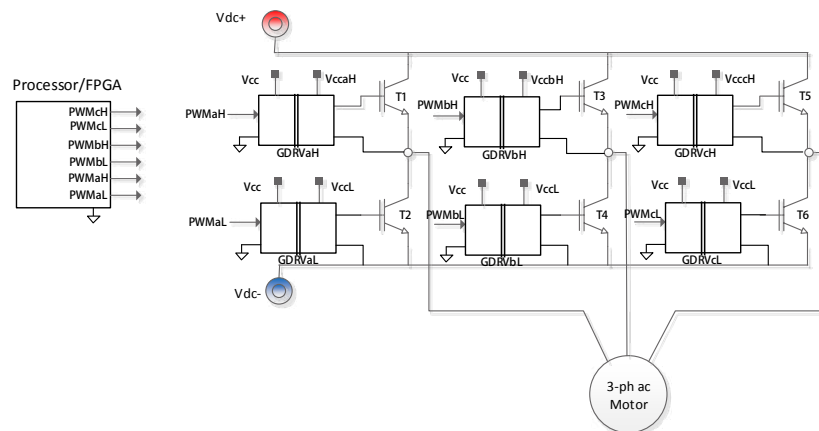 Vdc+
Processor/FPGA
PWMcH
PWMcL
PWMbH
PWMbL
PWMaH
PWMaL
Vcc
VccaH
T1
PWMaH
GDRVaH
Vcc
VccbH
T3
PWMbH
GDRVbH
Vcc
VcccH
T5
PWMcH
GDRVcH
Vcc
VccL
T2
PWMaL
GDRVaL
Vcc
VccL
T4
PWMbL
GDRVbL
Vcc
VccL
T6
PWMcL
GDRVcL
Vdc-
3-ph ac
Motor